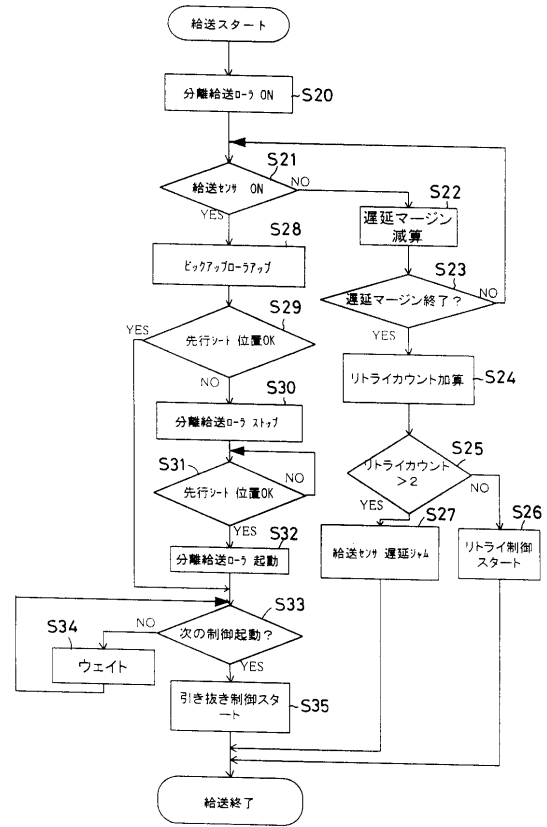 給送スタート
分離給送ﾛｰﾗ ON
S20
S21
給送ｾﾝｻ ON
NO
YES
S22
遅延マージン
減算
S28
ﾋﾟｯｸｱｯﾌﾟﾛｰﾗｱｯﾌﾟ
S23
遅延マージン終了?
NO
YES
S29
YES
先行ｼｰﾄ 位置OK
NO
リトライカウント加算
S24
S30
分離給送ﾛｰﾗ ｽﾄｯﾌﾟ
S25
リトライカウント
>2
YES
NO
S31
先行ｼｰﾄ 位置OK
NO
YES
S32
分離給送ﾛｰﾗ 起動
S27
給送ｾﾝｻ 遅延ｼﾞｬﾑ
S26
リトライ制御
スタート
S33
次の制御起動?
NO
YES
S34
ウェイト
引き抜き制御スタ
ート
S35
給送終了